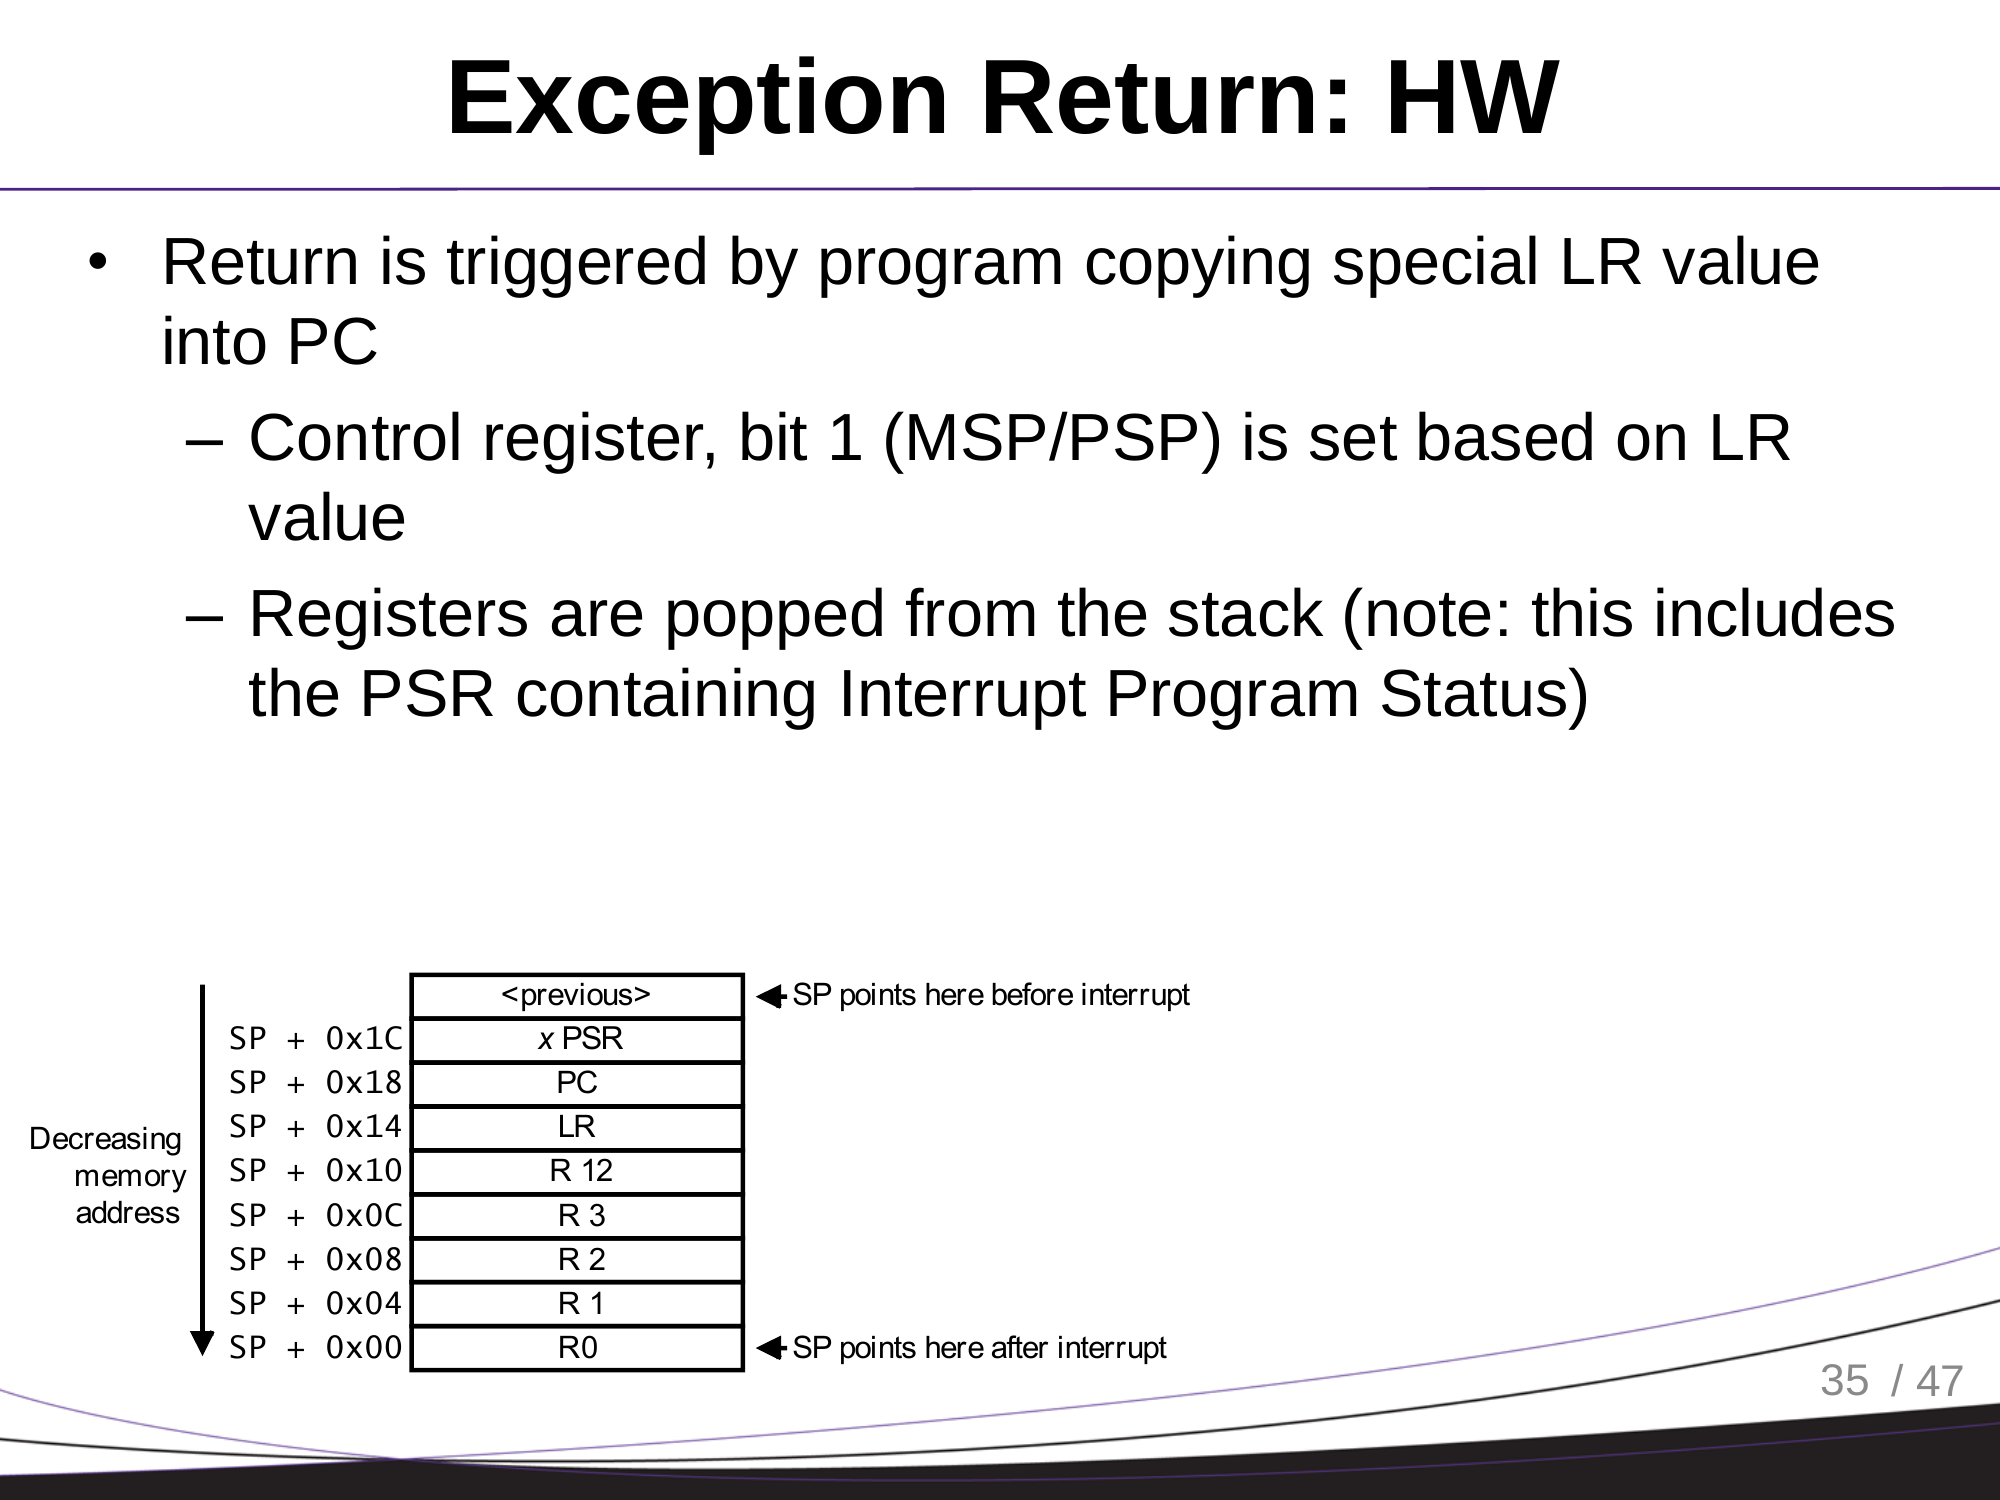 Exception Return: HW
• Return is triggered by program copying special LR value
into PC
– Control register, bit 1 (MSP/PSP) is set based on LR
value
– Registers are popped from the stack (note: this includes
the PSR containing Interrupt Program Status)
<previous> SP points here before interrupt
SP + 0x1C x PSR
SP + 0x18 PC
SP + 0x14 LR
Decreasing
memory
address
SP + 0x10 R 12
SP + 0x0C R 3
SP + 0x08 R 2
SP + 0x04 R 1
SP + 0x00 R0 SP points here after interrupt
35 / 47